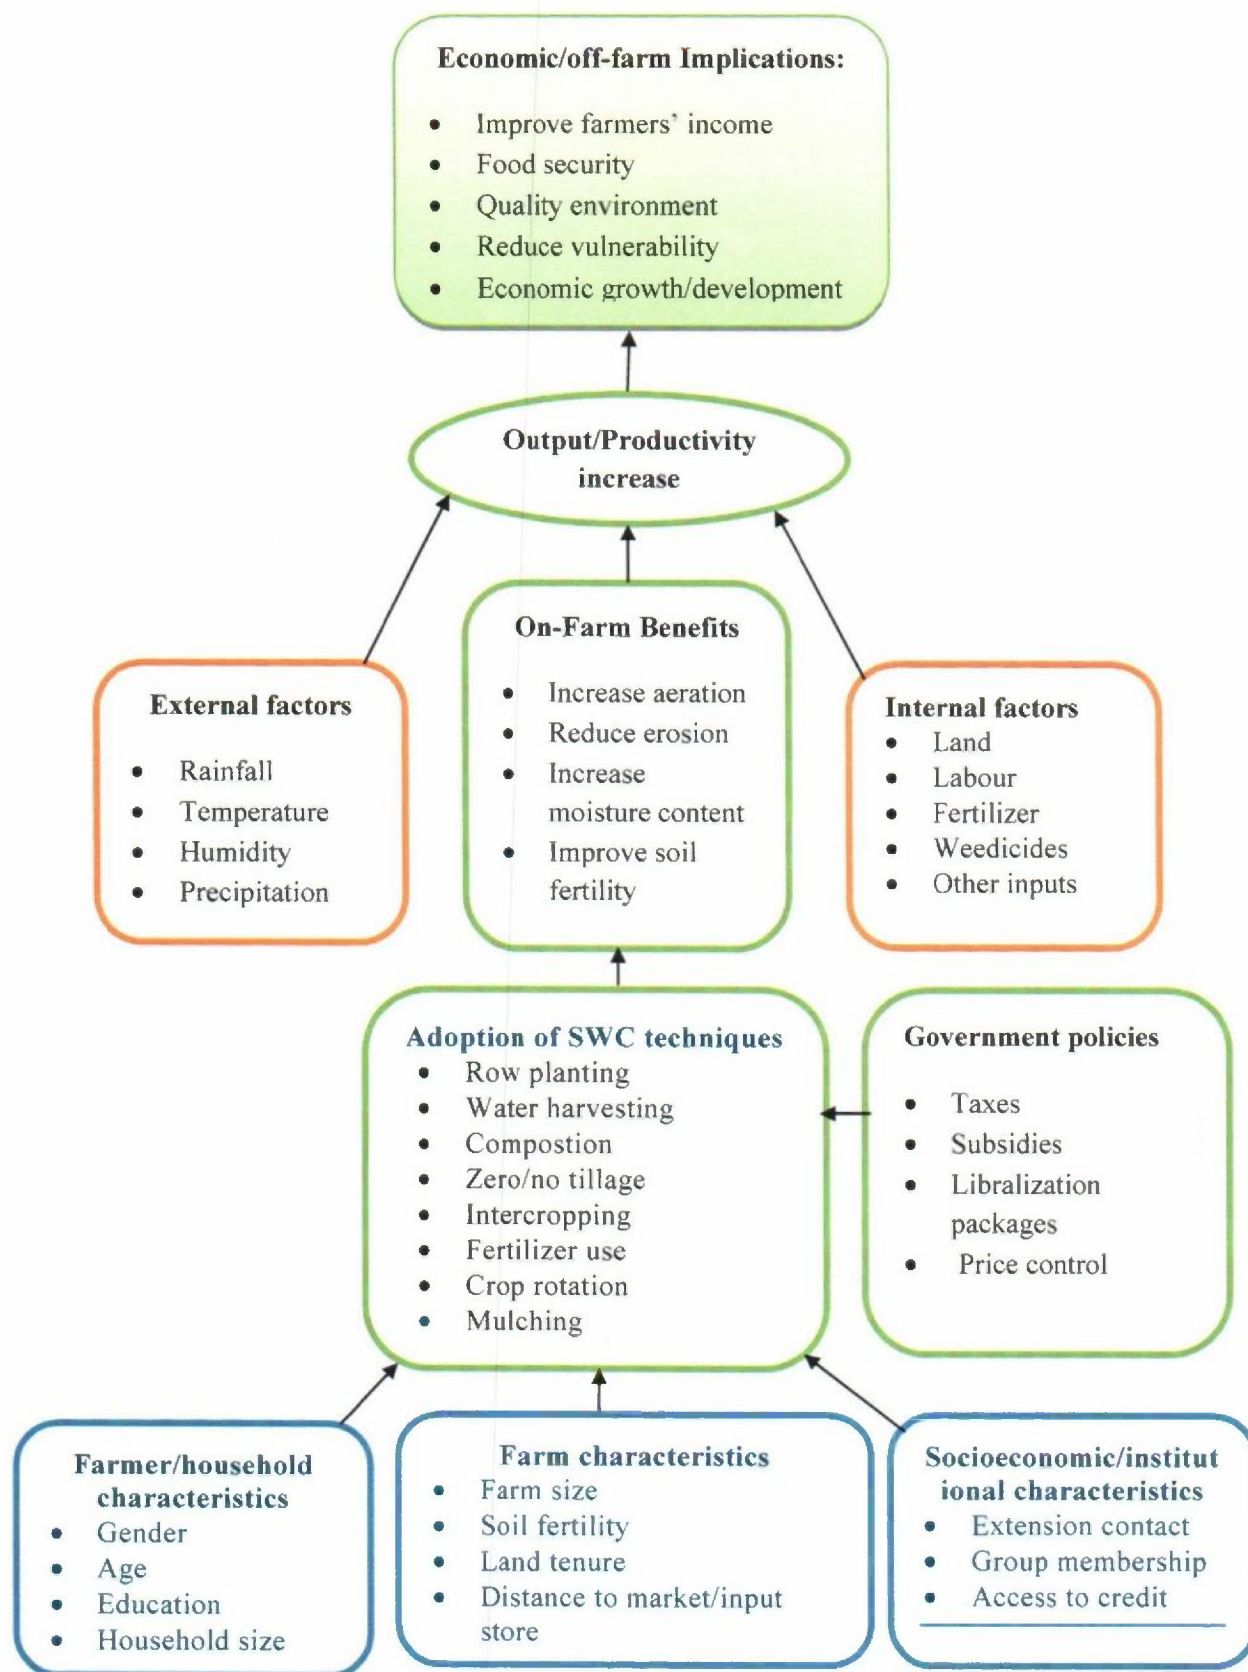 Economic/off-farm Implications:
• Improve farmers' income
• Food security
• Quality environment
• Reduce vulnerability
• Economic growth/development
Output/Productivity
increase
On-Farm Benefits
• Increase aeration
• Reduce erosion
• Increase
moisture content
• Improve soil
fertility
External factors
• Rainfall
• Temperature
• Humidity
• Precipitation
Internal factors
• Land
• Labour
• Fertilizer
• Weedicides
• Other inputs
Adoption of SWC techniques
• Row planting
• Water harvesting
• Compostion
• Zero/no tillage
• Intercropping
• Fertilizer use
• Crop rotation
• Mulching
Government policies
• Taxes
• Subsidies
• Libralization
packages
• Price control
Farmer/household
characteristics
• Gender
• Age
• Education
• Household size
Farm characteristics
• Farm size
• Soil fertility
• Land tenure
• Distance to market/input
store
Socioeconomic/institut
ional characteristics
• Extension contact
• Group membership
• Access to credit